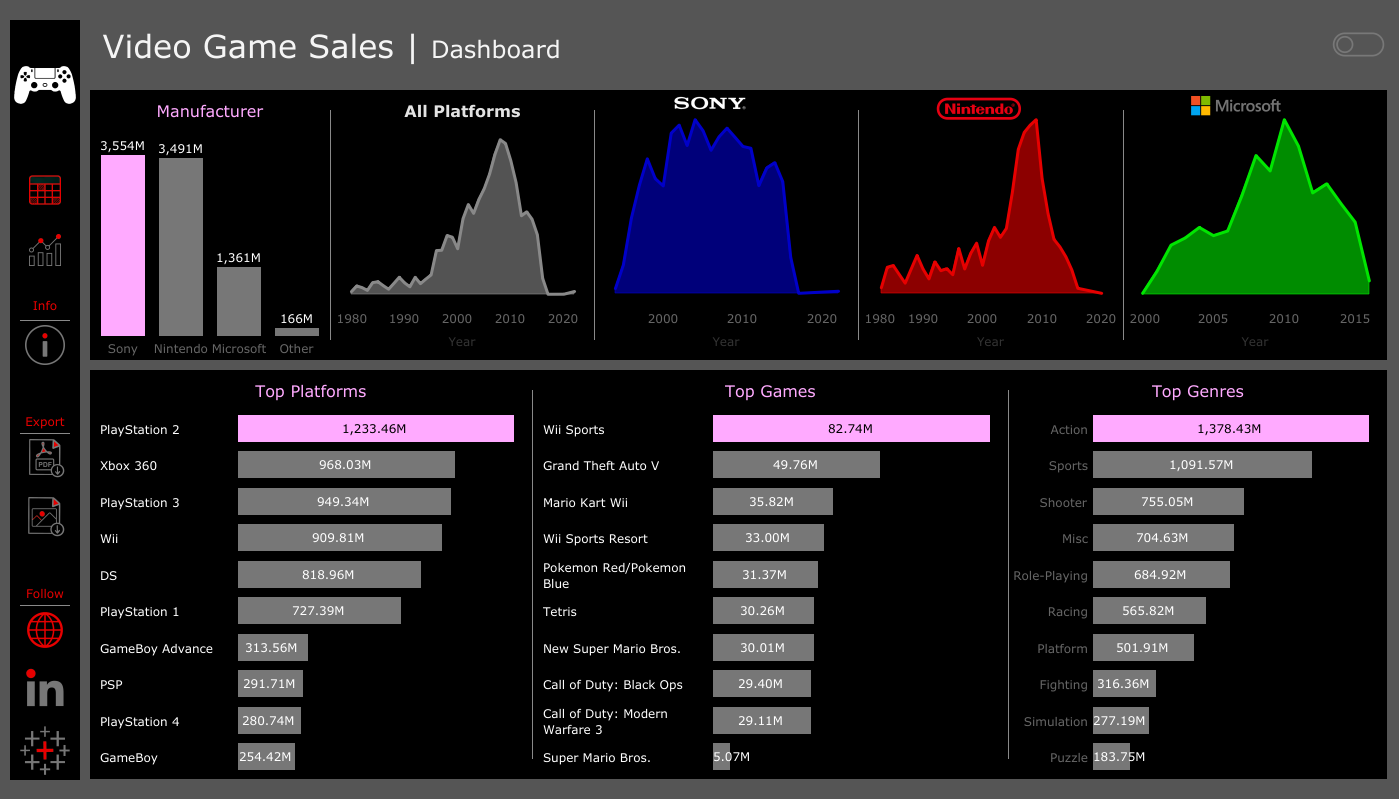 Video Game Sales | Dashboard
Info
Export
PDF
Follow
in
Manufacturer
3,554M
3,491M
1,361M
166M
Sony
Nintendo
Microsoft
Other
All Platforms
1980
1990
2000
2010
2020
Year
SONY
2000
2010
2020
Year
Nintendo
1980
1990
2000
2010
2020
Year
Microsoft
2000
2005
2010
2015
Year
Top Platforms
PlayStation 2 1,233.46M
Xbox 360 968.03M
PlayStation 3 949.34M
Wii 909.81M
DS 818.96M
PlayStation 1 727.39M
GameBoy Advance 313.56M
PSP 291.71M
PlayStation 4 280.74M
GameBoy 254.42M
Top Games
Wii Sports 82.74M
Grand Theft Auto V 49.76M
Mario Kart Wii 35.82M
Wii Sports Resort 33.00M
Pokemon Red/Pokemon
Blue 31.37M
Tetris 30.26M
New Super Mario Bros. 30.01M
Call of Duty: Black Ops 29.40M
Call of Duty: Modern
Warfare 3 29.11M
Super Mario Bros. 5.07M
Top Genres
Action 1,378.43M
Sports 1,091.57M
Shooter 755.05M
Misc 704.63M
Role-Playing 684.92M
Racing 565.82M
Platform 501.91M
Fighting 316.36M
Simulation 277.19M
Puzzle 183.75M